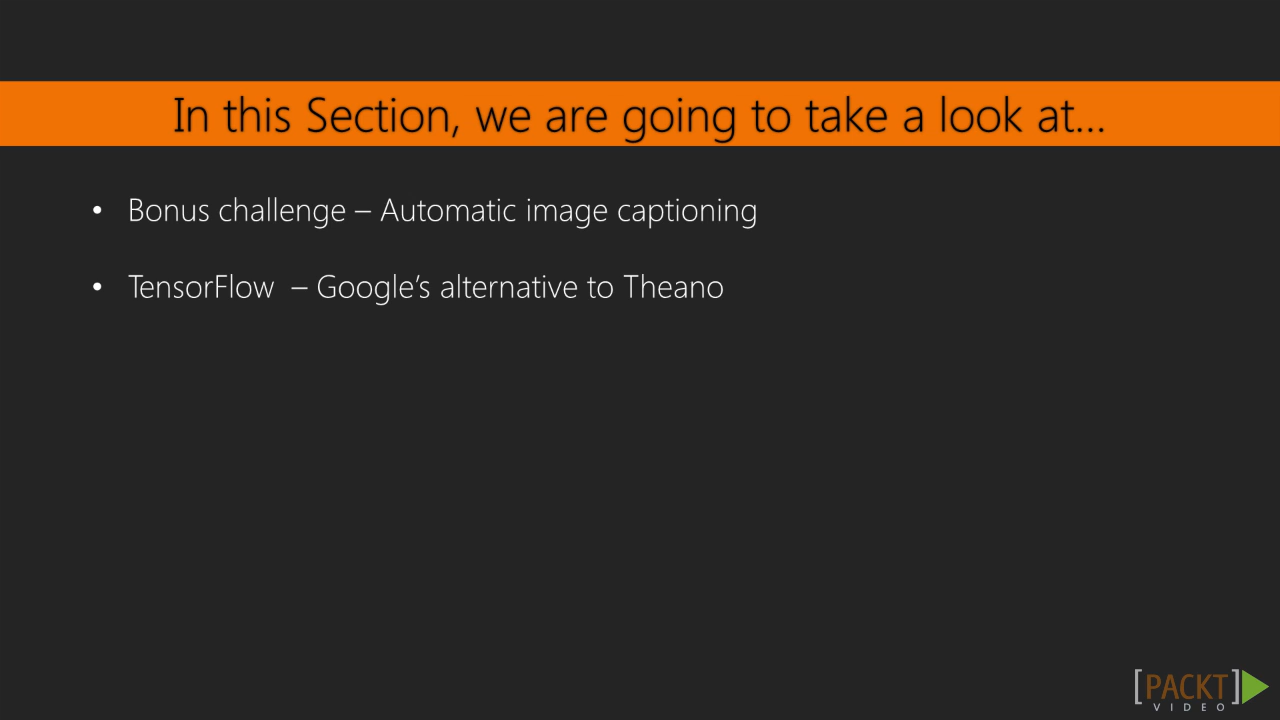 In this Section, we are going to take a look at...
• Bonus challenge – Automatic image captioning
• TensorFlow – Google's alternative to Theano
[PACKT]
VIDEO